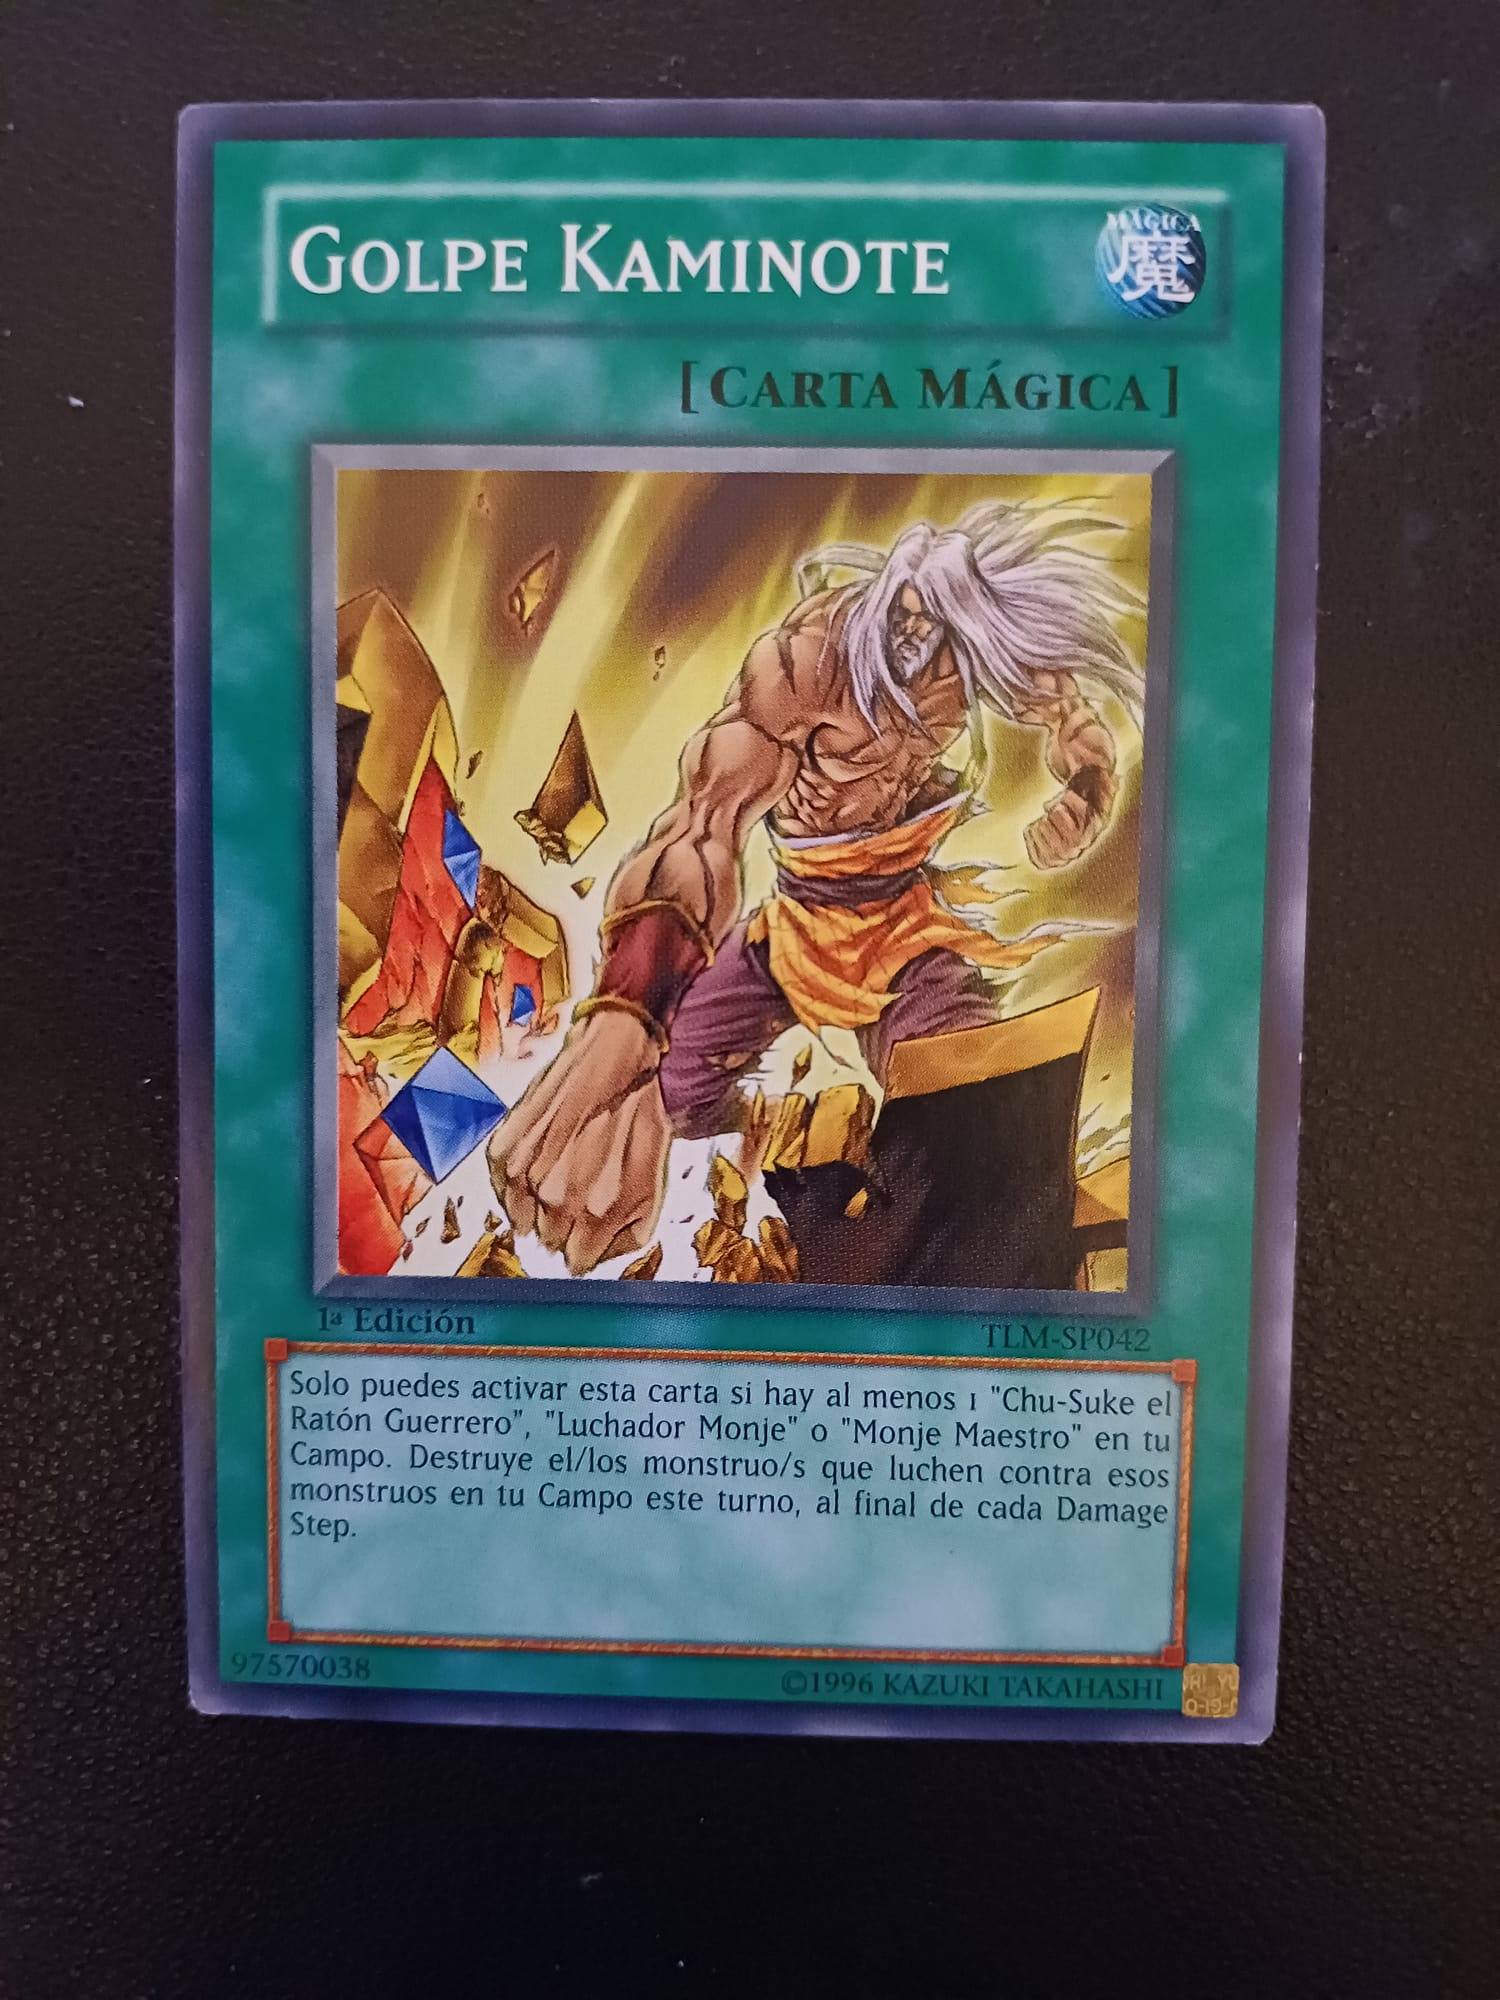 GOLPE KAMINOTE
MÁGICA
魔
[CARTA MÁGICA]
1ª Edición
TLM-SP042
Solo puedes activar esta carta si hay al menos 1 "Chu-Suke el
Ratón Guerrero", "Luchador Monje" o "Monje Maestro" en tu
Campo. Destruye el/los monstruo/s que luchen contra esos
monstruos en tu Campo este turno, al final de cada Damage
Step.
97570038
©1996 KAZUKI TAKAHASHI